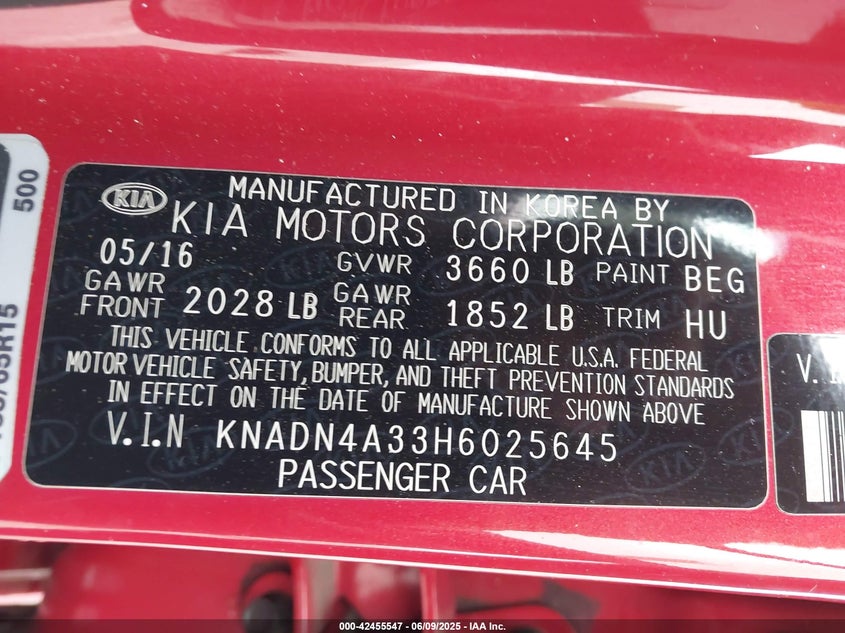 500
65R15
KIA
MANUFACTURED IN KOREA BY
KIA MOTORS CORPORATION
05/16 GVWR 3660 LB PAINT BEG
GAWR FRONT 2028 LB GAWR REAR 1852 LB TRIM HU
THIS VEHICLE CONFORMS TO ALL APPLICABLE U.S.A. FEDERAL
MOTOR VEHICLE SAFETY, BUMPER, AND THEFT PREVENTION STANDARDS
IN EFFECT ON THE DATE OF MANUFACTURE SHOWN ABOVE
V.I.N KNADN4A33H6025645
PASSENGER CAR
000-42455547 - 06/09/2025 - IAA Inc.